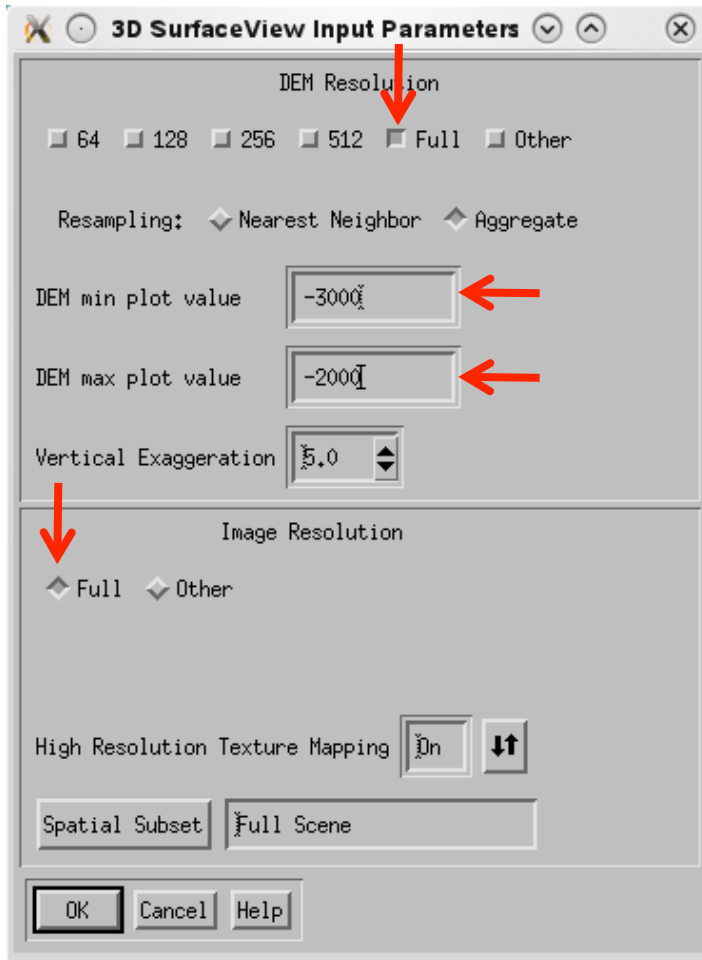 3D SurfaceView Input Parameters
DEM Resolution
64 128 256 512 Full Other
Resampling: Nearest Neighbor Aggregate
DEM min plot value -3000
DEM max plot value -2000
Vertical Exaggeration 5.0
Image Resolution
Full Other
High Resolution Texture Mapping On
Spatial Subset Full Scene
OK Cancel Help